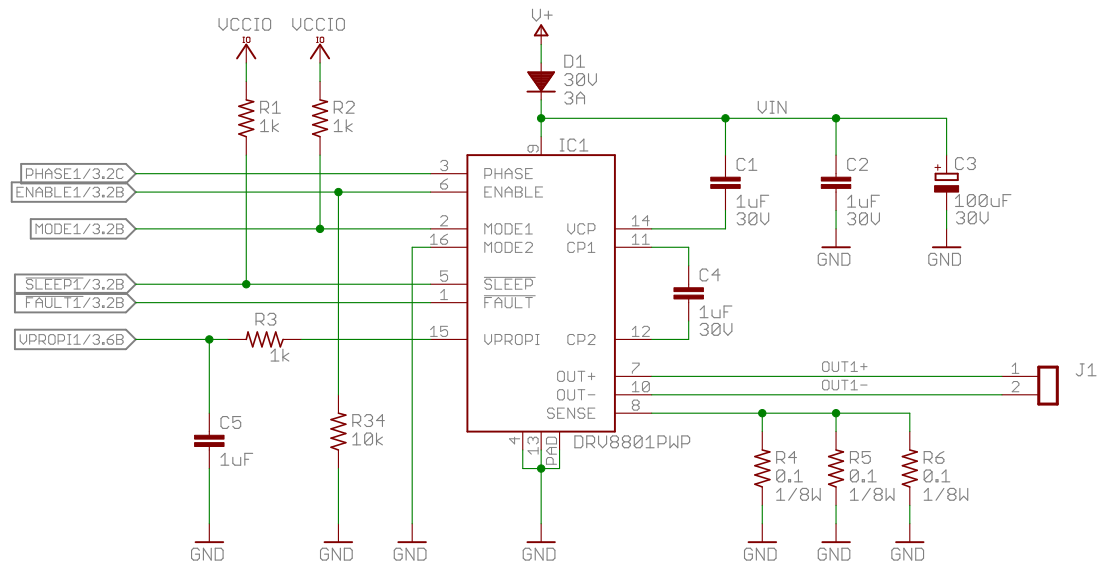 V+
VCCIO
VCCIO
IO
IO
D1
30V
3A
VIN
R1
1k
R2
1k
9
IC1
C1
1uF
30V
C2
1uF
30V
+
C3
100uF
30V
PHASE1/3.2C
3
PHASE
ENABLE1/3.2B
6
ENABLE
MODE1/3.2B
2
MODE1
VCP
14
16
MODE2
CP1
11
GND
GND
SLEEP1/3.2B
5
SLEEP
C4
1uF
30V
FAULT1/3.2B
1
FAULT
VPROPI1/3.6B
R3
1k
15
VPROPI
CP2
12
OUT+
7
OUT1+
1
J1
OUT-
10
OUT1-
2
SENSE
8
C5
1uF
R34
10k
4
13
PAD
DRV8801PWP
R4
0.1
1/8W
R5
0.1
1/8W
R6
0.1
1/8W
GND
GND
GND
GND
GND
GND
GND